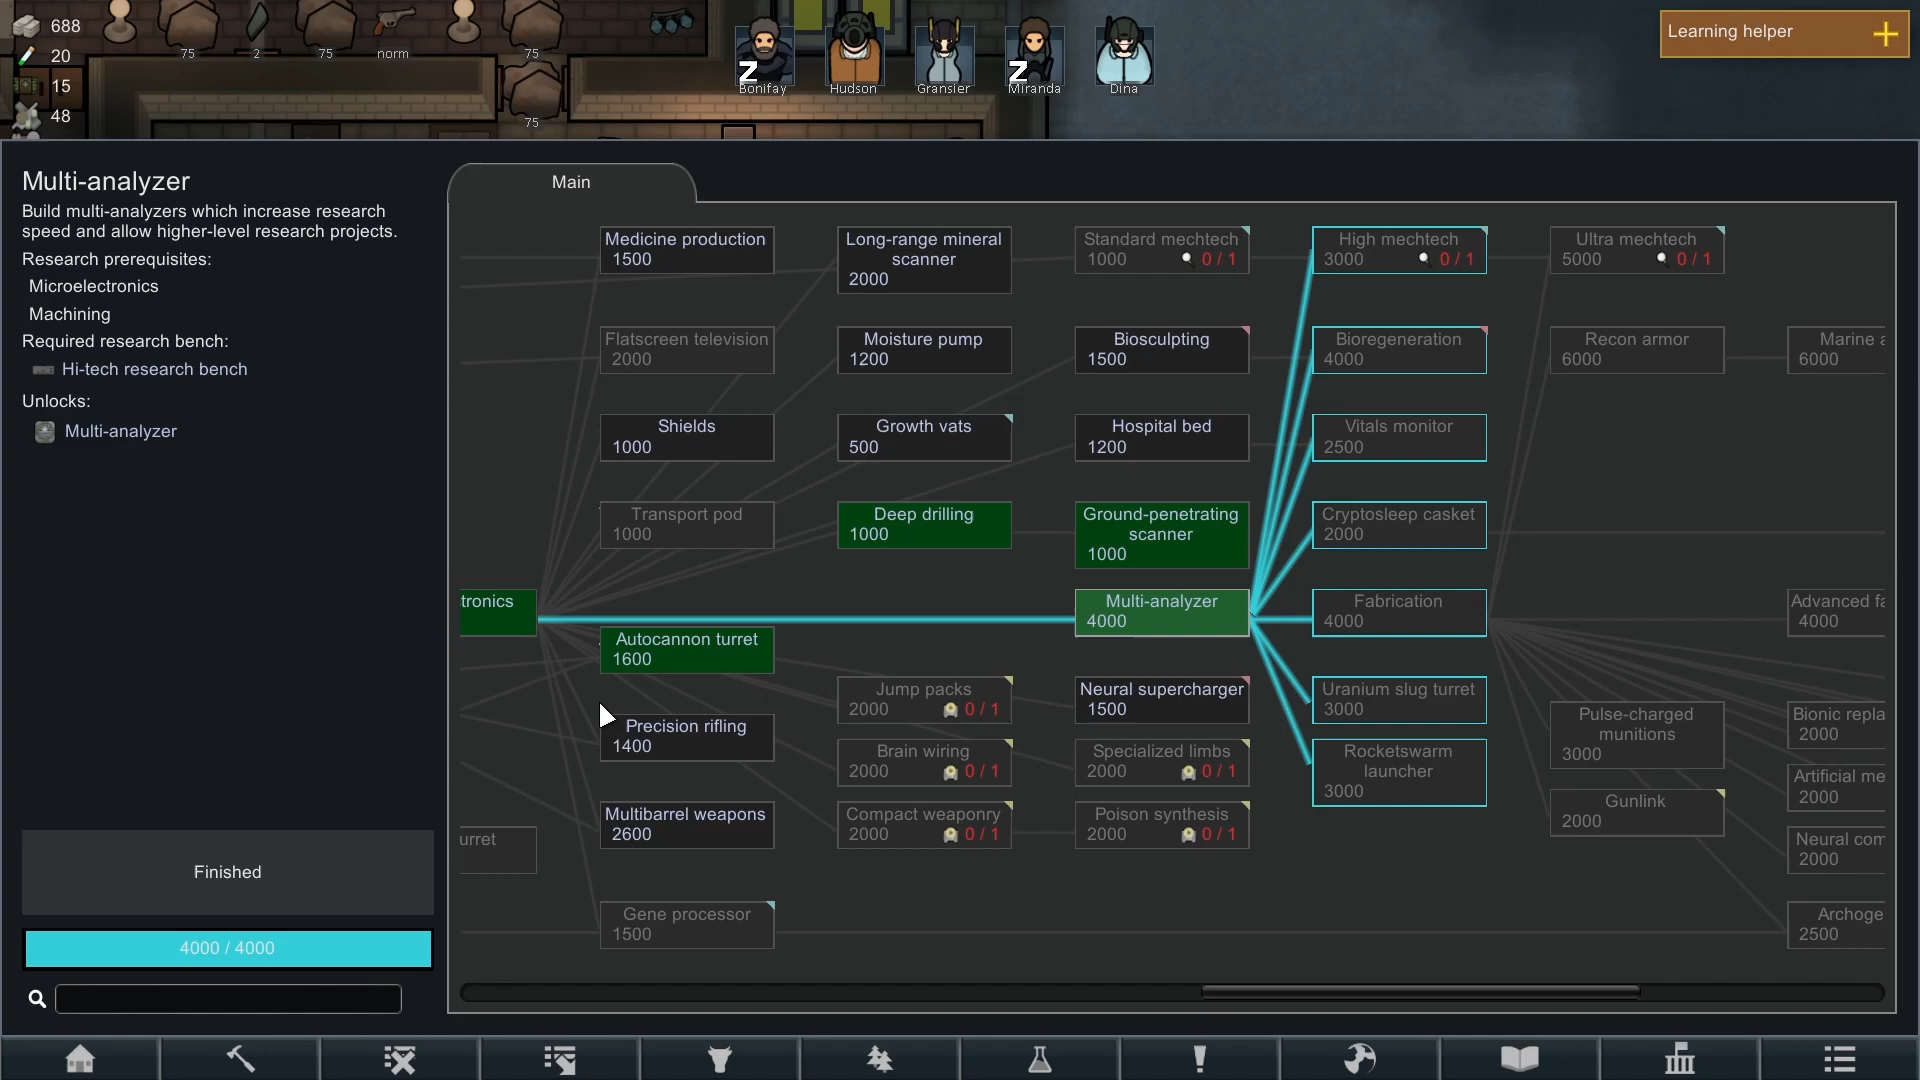 688
20
15
48
75
2
75
norm
75
75
Bonifay
Hudson
Gransier
Miranda
Dina
Learning helper
Multi-analyzer
Build multi-analyzers which increase research
speed and allow higher-level research projects.
Research prerequisites:
Microelectronics
Machining
Required research bench:
Hi-tech research bench
Unlocks:
Multi-analyzer
Finished
4000 / 4000
Main
Medicine production
1500
Long-range mineral
scanner
2000
Standard mechtech
1000 0 / 1
High mechtech
3000 0 / 1
Ultra mechtech
5000 0 / 1
Flatscreen television
2000
Moisture pump
1200
Biosculpting
1500
Bioregeneration
4000
Recon armor
6000
Marine a
6000
Shields
1000
Growth vats
500
Hospital bed
1200
Vitals monitor
2500
Transport pod
1000
Deep drilling
1000
Ground-penetrating
scanner
1000
Cryptosleep casket
2000
tronics
Multi-analyzer
4000
Fabrication
4000
Advanced fa
4000
Autocannon turret
1600
Jump packs
2000 0 / 1
Neural supercharger
1500
Uranium slug turret
3000
Pulse-charged
munitions
3000
Bionic repla
2000
Precision rifling
1400
Brain wiring
2000 0 / 1
Specialized limbs
2000 0 / 1
Rocketswarm
launcher
3000
Artificial me
2000
Multibarrel weapons
2600
Compact weaponry
2000 0 / 1
Poison synthesis
2000 0 / 1
Gunlink
2000
urret
Neural com
2000
Gene processor
1500
Archoge
2500